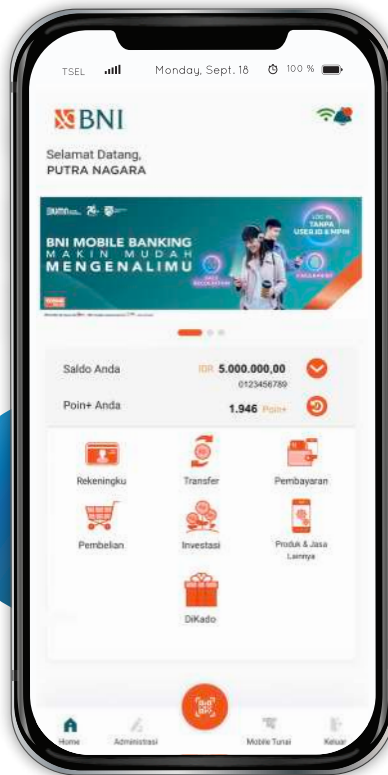 TSEL Monday, Sept. 18 100 %
BNI
Selamat Datang,
PUTRA NAGARA
LOG IN
TANPA
USER ID & MPIN
BNI MOBILE BANKING
MAKIN MUDAH
MENGENALIMU
Saldo Anda IDR 5.000.000,00
0123456789
Poin+ Anda 1.946 Poin+
Rekeningku Transfer Pembayaran
Pembelian Investasi Produk & Jasa
Lainnya
DiKado
Home Administrasi Mobile Tunai Keluar